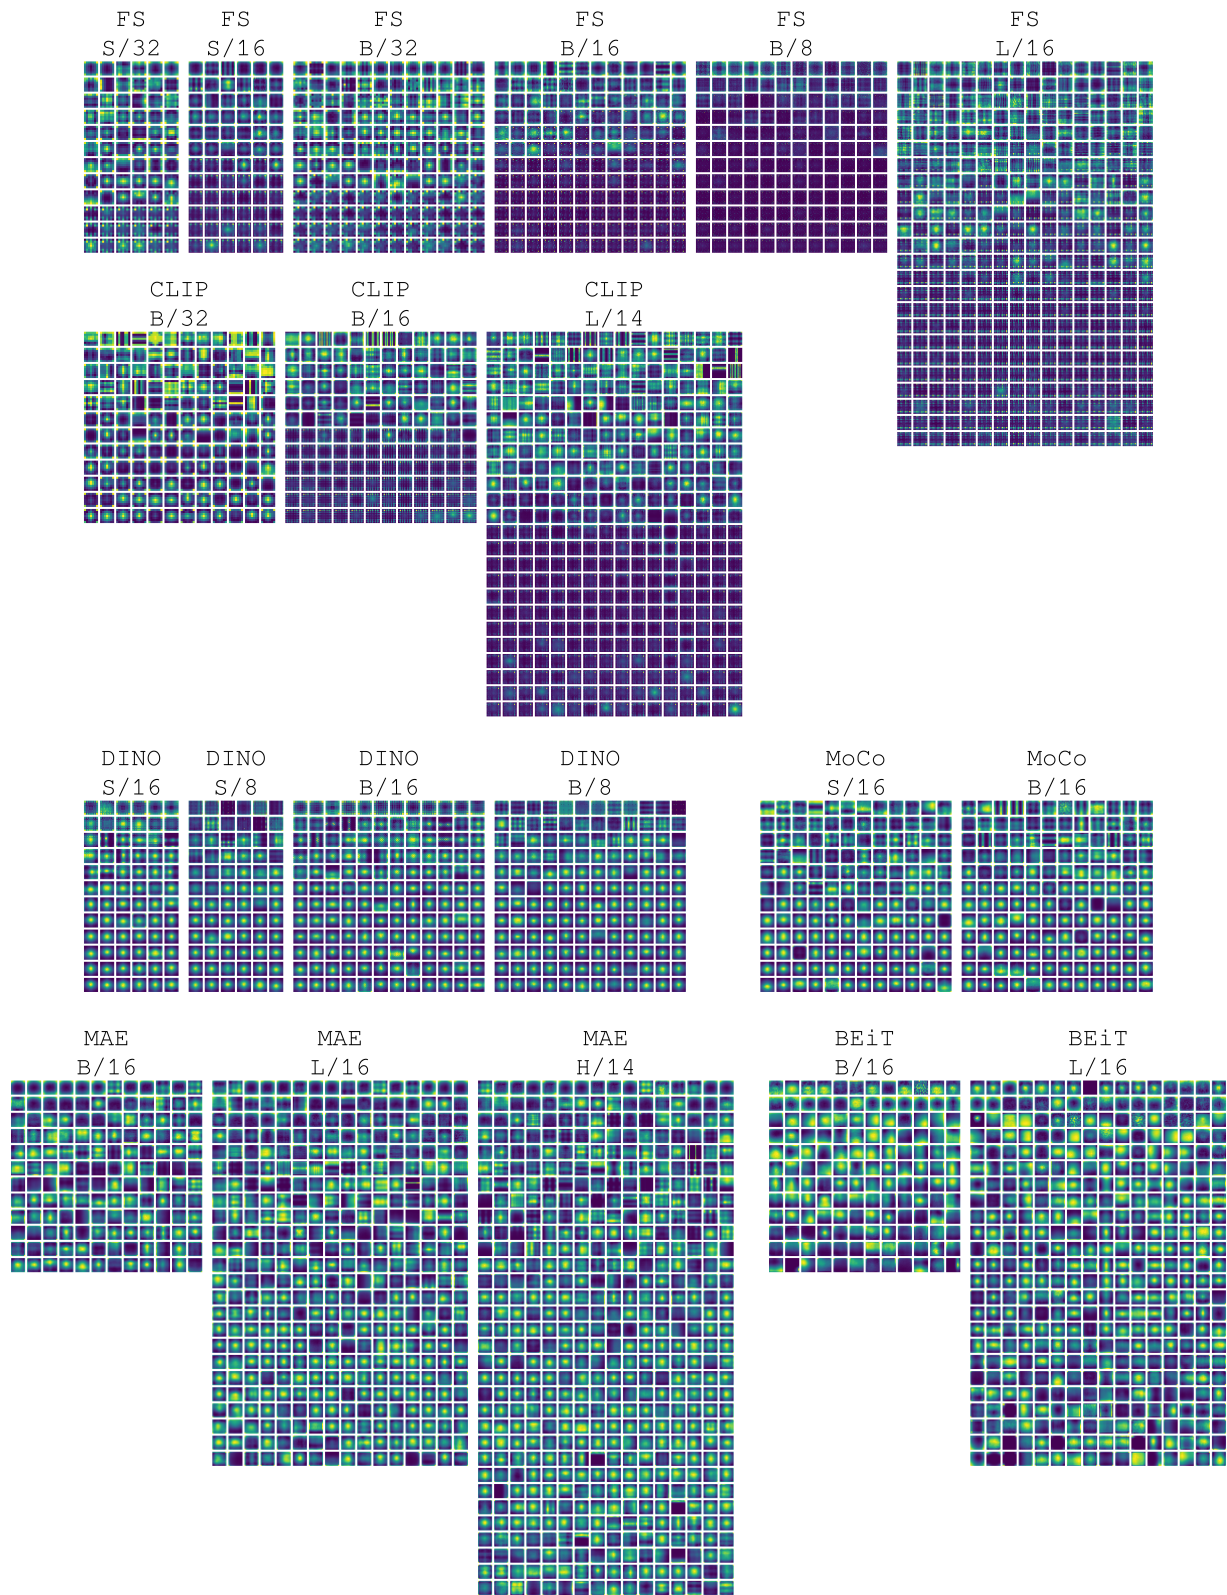 FS FS FS FS FS FS
S/32 S/16 B/32 B/16 B/8 L/16
CLIP CLIP CLIP
B/32 B/16 L/14
DINO DINO DINO DINO MoCo MoCo
S/16 S/8 B/16 B/8 S/16 B/16
MAE MAE MAE BEiT BEiT
B/16 L/16 H/14 B/16 L/16